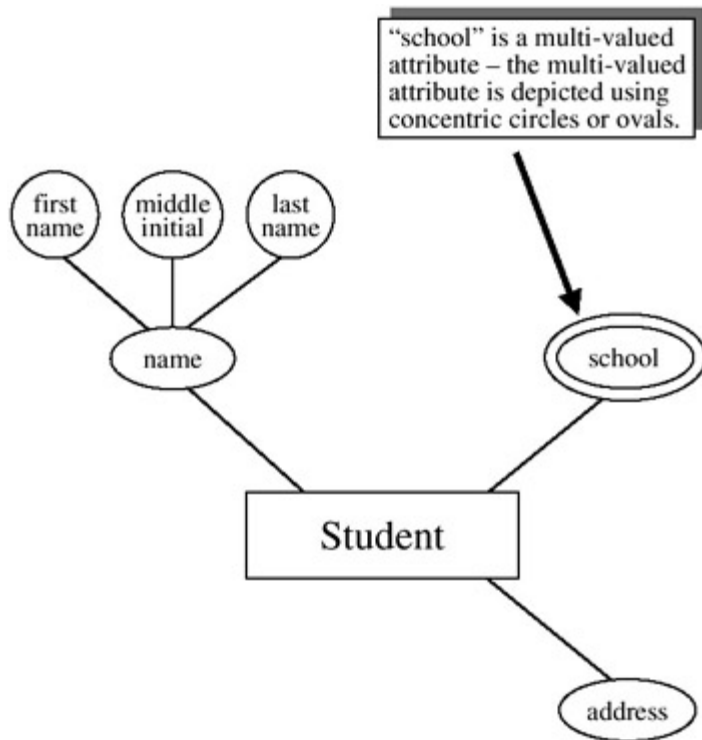 “school” is a multi-valued
attribute – the multi-valued
attribute is depicted using
concentric circles or ovals.
first
name
middle
initial
last
name
name
school
Student
address